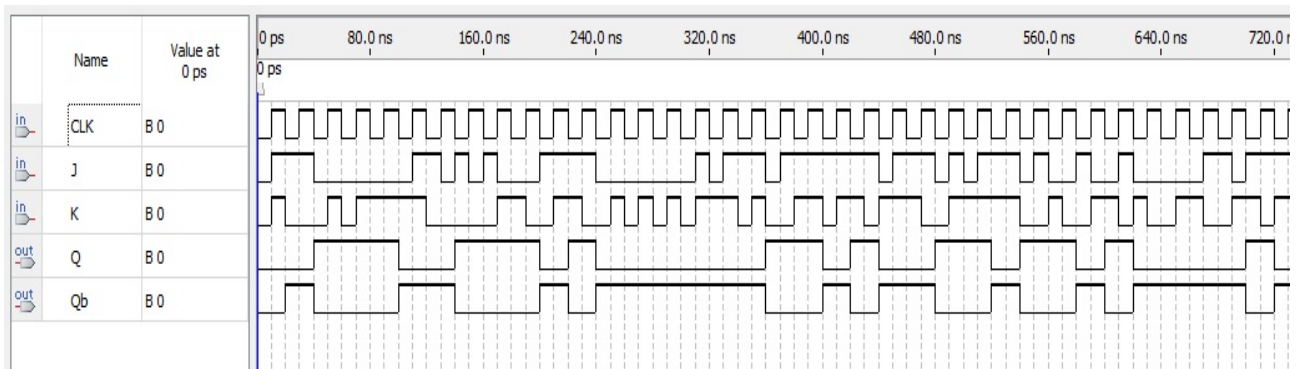 Name
Value at
0 ps
0 ps
80.0 ns
160.0 ns
240.0 ns
320.0 ns
400.0 ns
480.0 ns
560.0 ns
640.0 ns
720.0 n
0 ps
in
CLK
B 0
in
J
B 0
in
K
B 0
out
Q
B 0
out
Qb
B 0